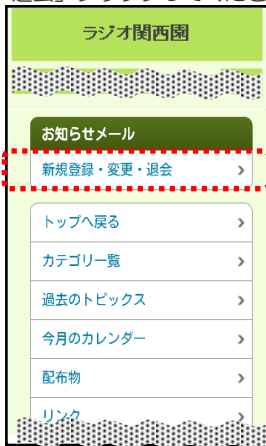 ラジオ関西園
お知らせメール
新規登録・変更・退会
トップへ戻る
カテゴリ一覧
過去のトピックス
今月のカレンダー
配布物
リンク